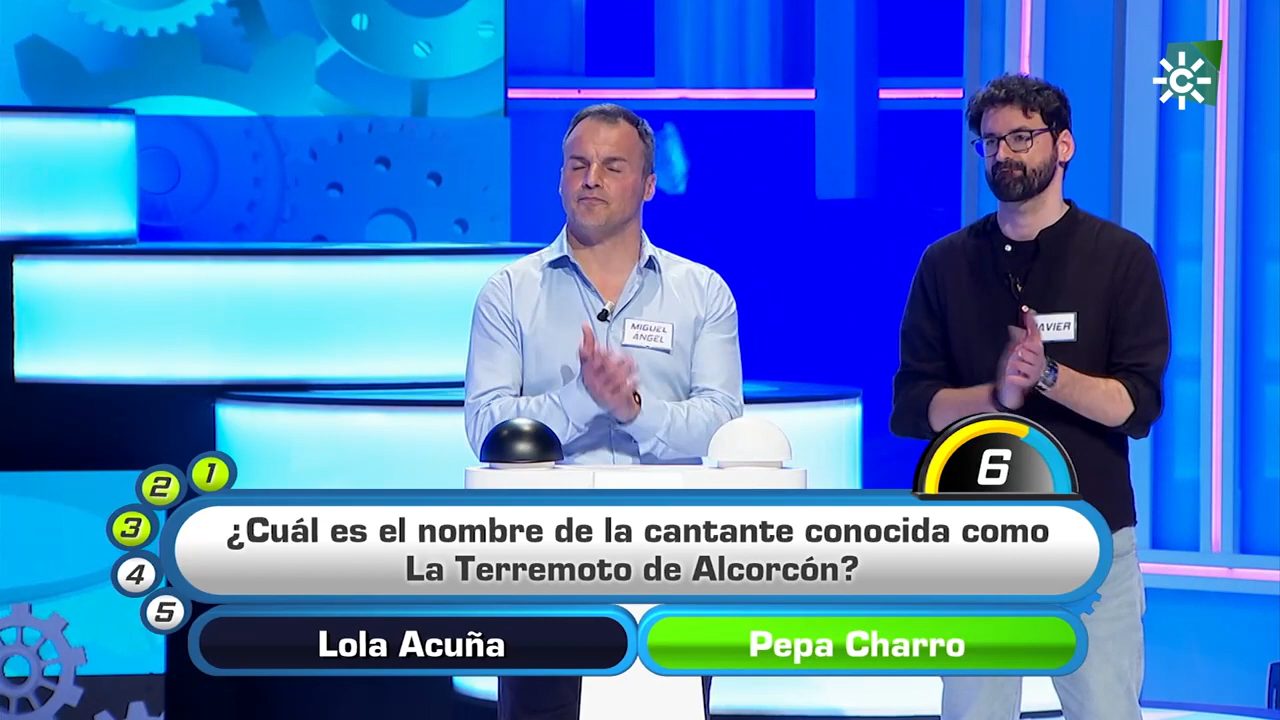 MIGUEL
ANGEL
AVIER
6
1
2
3
4
5
¿Cuál es el nombre de la cantante conocida como
La Terremoto de Alcorcón?
Lola Acuña
Pepa Charro